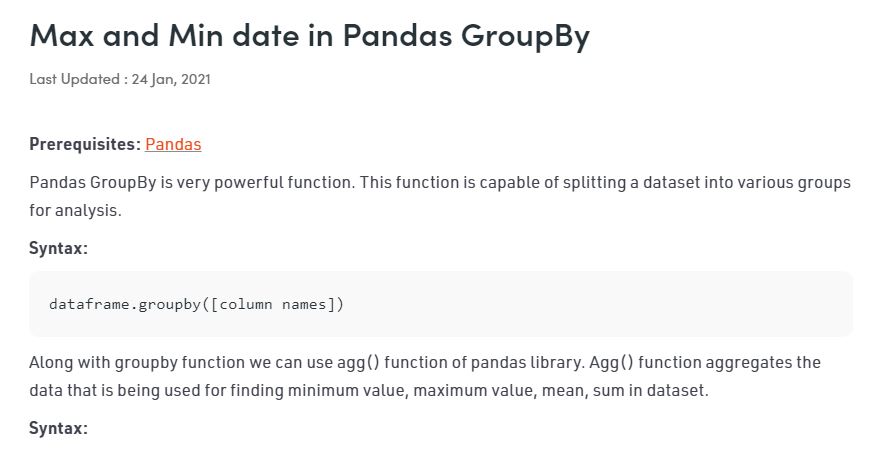 Max and Min date in Pandas GroupBy
Last Updated : 24 Jan, 2021
Prerequisites: Pandas
Pandas GroupBy is very powerful function. This function is capable of splitting a dataset into various groups
for analysis.
Syntax:
dataframe.groupby([column names])
Along with groupby function we can use agg() function of pandas library. Agg() function aggregates the
data that is being used for finding minimum value, maximum value, mean, sum in dataset.
Syntax: